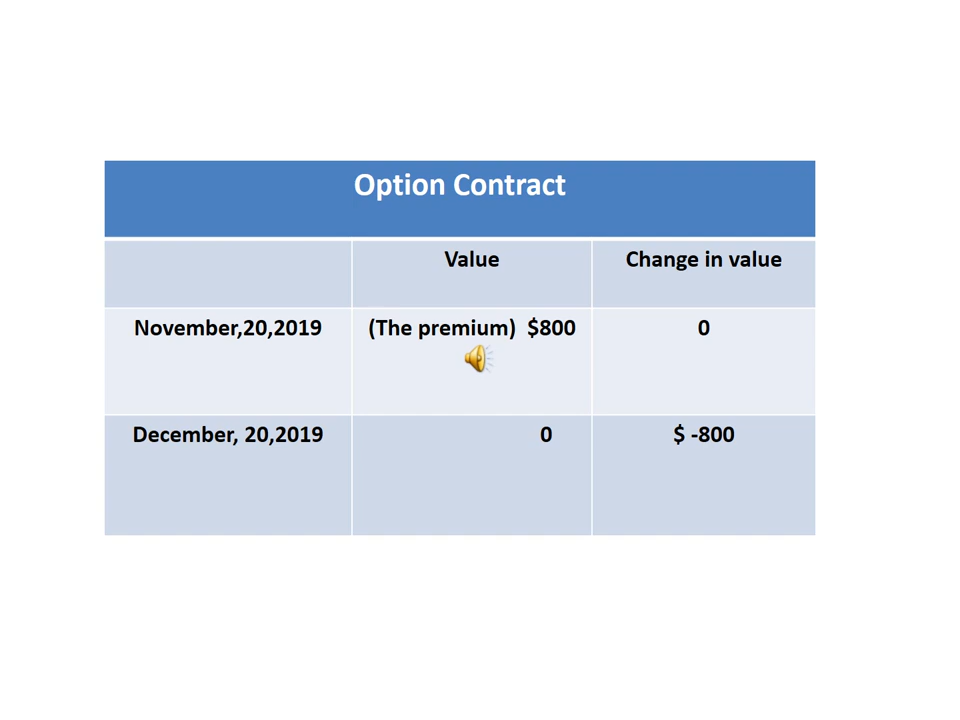 Option Contract
Value Change in value
November,20,2019 (The premium) $800 0
December, 20,2019 0 $ -800